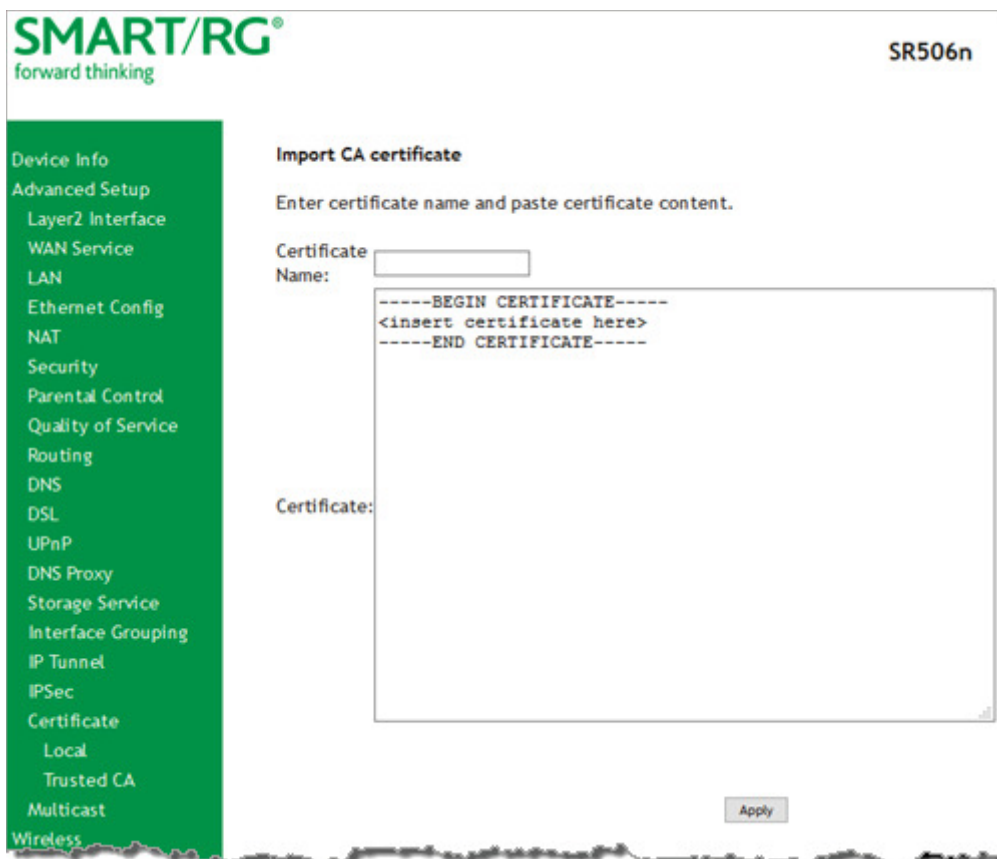 SMART/RG®
forward thinking
SR506n
Device Info
Advanced Setup
Layer2 Interface
WAN Service
LAN
Ethernet Config
NAT
Security
Parental Control
Quality of Service
Routing
DNS
DSL
UPnP
DNS Proxy
Storage Service
Interface Grouping
IP Tunnel
IPSec
Certificate
Local
Trusted CA
Multicast
Wireless
Import CA certificate
Enter certificate name and paste certificate content.
Certificate
Name:
-----BEGIN CERTIFICATE-----
<insert certificate here>
-----END CERTIFICATE-----
Certificate:
Apply